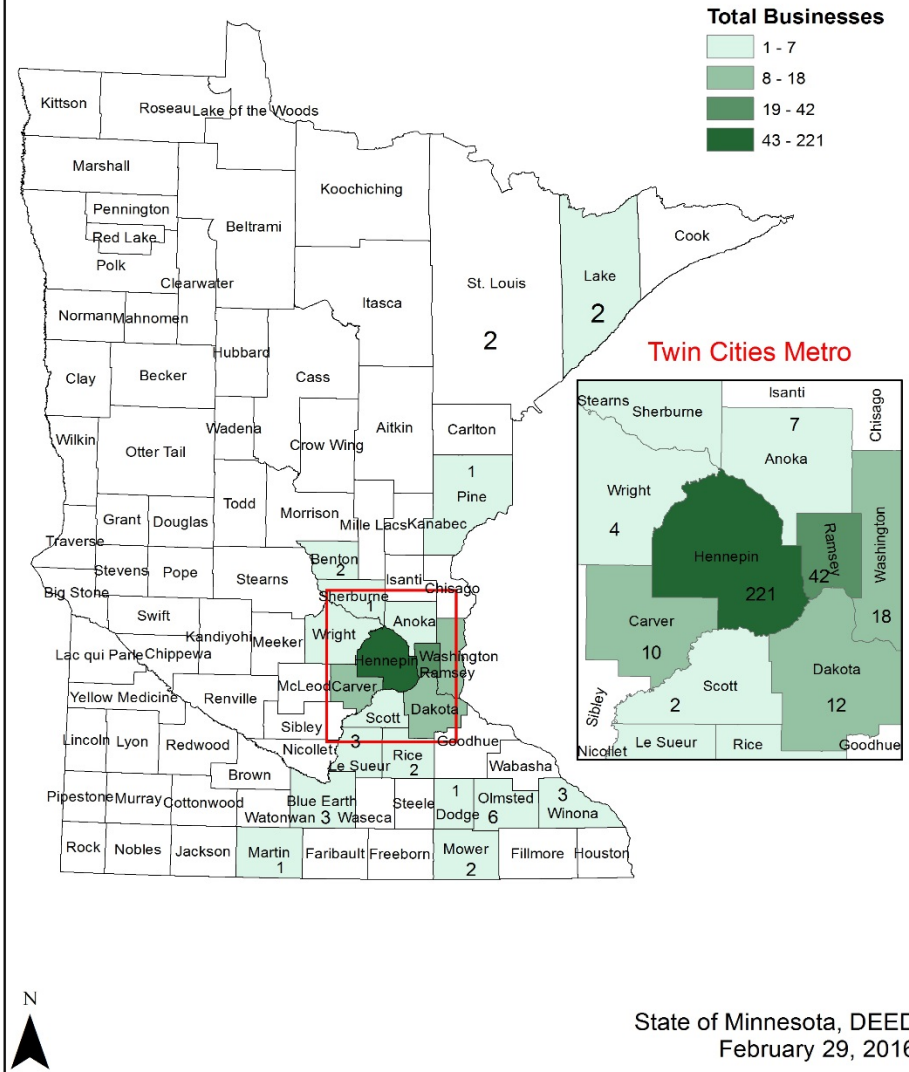 Total Businesses
1 - 7
8 - 18
19 - 42
43 - 221
Kittson
Roseau
Lake of the Woods
Marshall
Koochiching
Pennington
Beltrami
Red Lake
Polk
Cook
Clearwater
St. Louis
Lake
Itasca
2
2
Norman
Mahnomen
Hubbard
Clay
Becker
Cass
Wadena
Aitkin
Carlton
Wilkin
Otter Tail
Crow Wing
1
Pine
Todd
Morrison
Mille Lacs
Kanabec
Grant
Douglas
Traverse
Benton
2
Stevens
Pope
Stearns
Isanti
Chisago
Big Stone
Sherburne
1
Swift
Anoka
Wright
Kandiyohi
Meeker
Lac qui Parle
Chippewa
Hennepin
Washington
Ramsey
McLeod
Carver
Yellow Medicine
Renville
Scott
Dakota
Sibley
Lincoln
Lyon
Redwood
Nicollet
3
Le Sueur
Rice
2
Goodhue
Wabasha
Brown
Pipestone
Murray
Cottonwood
Watonwan
Blue Earth
3
Waseca
Steele
1
Dodge
Olmsted
6
3
Winona
Rock
Nobles
Jackson
Martin
1
Faribault
Freeborn
Mower
2
Fillmore
Houston
Twin Cities Metro
Isanti
Chisago
Stearns
Sherburne
7
Anoka
Wright
4
Hennepin
221
Ramsey
42
Washington
18
Carver
10
Dakota
12
Scott
2
Sibley
Nicollet
Le Sueur
Rice
Goodhue
N
State of Minnesota, DEED
February 29, 2016